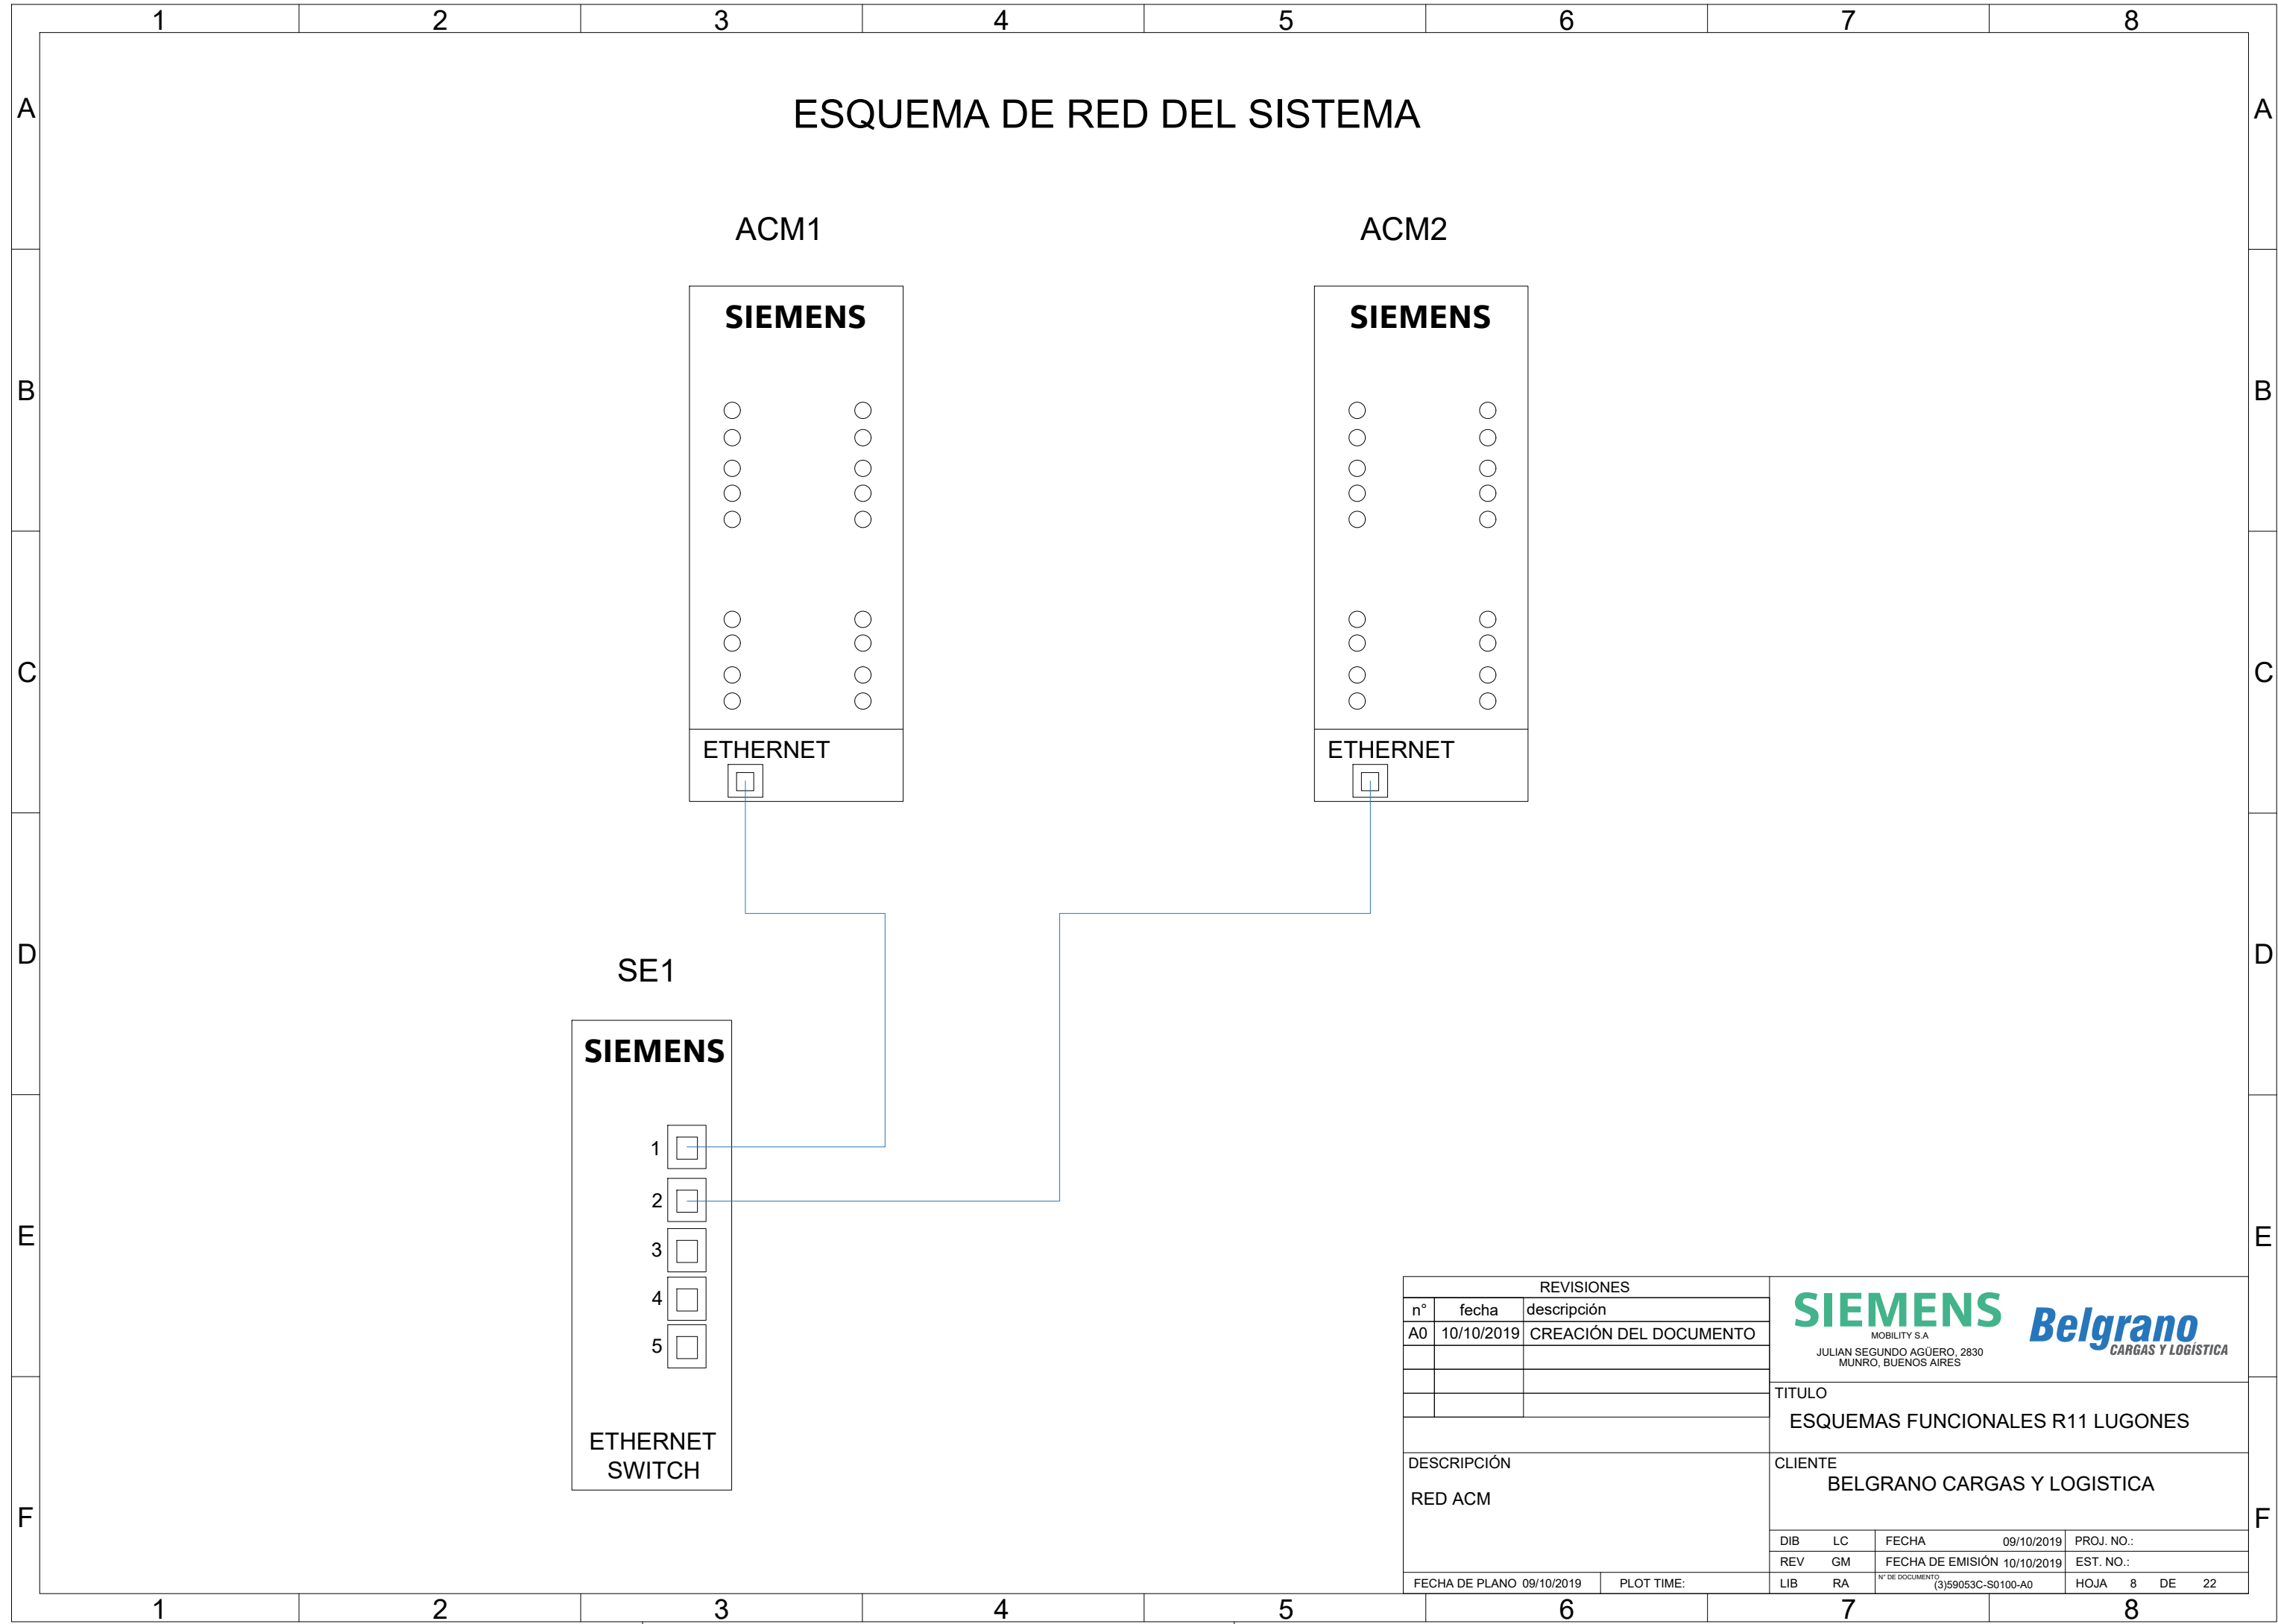 1 2 3 4 5 6 7 8
A A
ESQUEMA DE RED DEL SISTEMA
ACM1 ACM2
SIEMENS SIEMENS
B B
C C
ETHERNET ETHERNET
D D
SE1
SIEMENS
1
2
E E
3
4
5
ETHERNET
SWITCH
F F
REVISIONES
n° fecha descripción
A0 10/10/2019 CREACIÓN DEL DOCUMENTO
DESCRIPCIÓN
RED ACM
FECHA DE PLANO 09/10/2019 PLOT TIME:
SIEMENS
MOBILITY S.A
JULIAN SEGUNDO AGÜERO, 2830
MUNRO, BUENOS AIRES
Belgrano
CARGAS Y LOGÍSTICA
TITULO
ESQUEMAS FUNCIONALES R11 LUGONES
CLIENTE
BELGRANO CARGAS Y LOGISTICA
DIB LC FECHA 09/10/2019 PROJ. NO.:
REV GM FECHA DE EMISIÓN 10/10/2019 EST. NO.:
LIB RA N° DE DOCUMENTO (3)59053C-S0100-A0 HOJA 8 DE 22
1 2 3 4 5 6 7 8